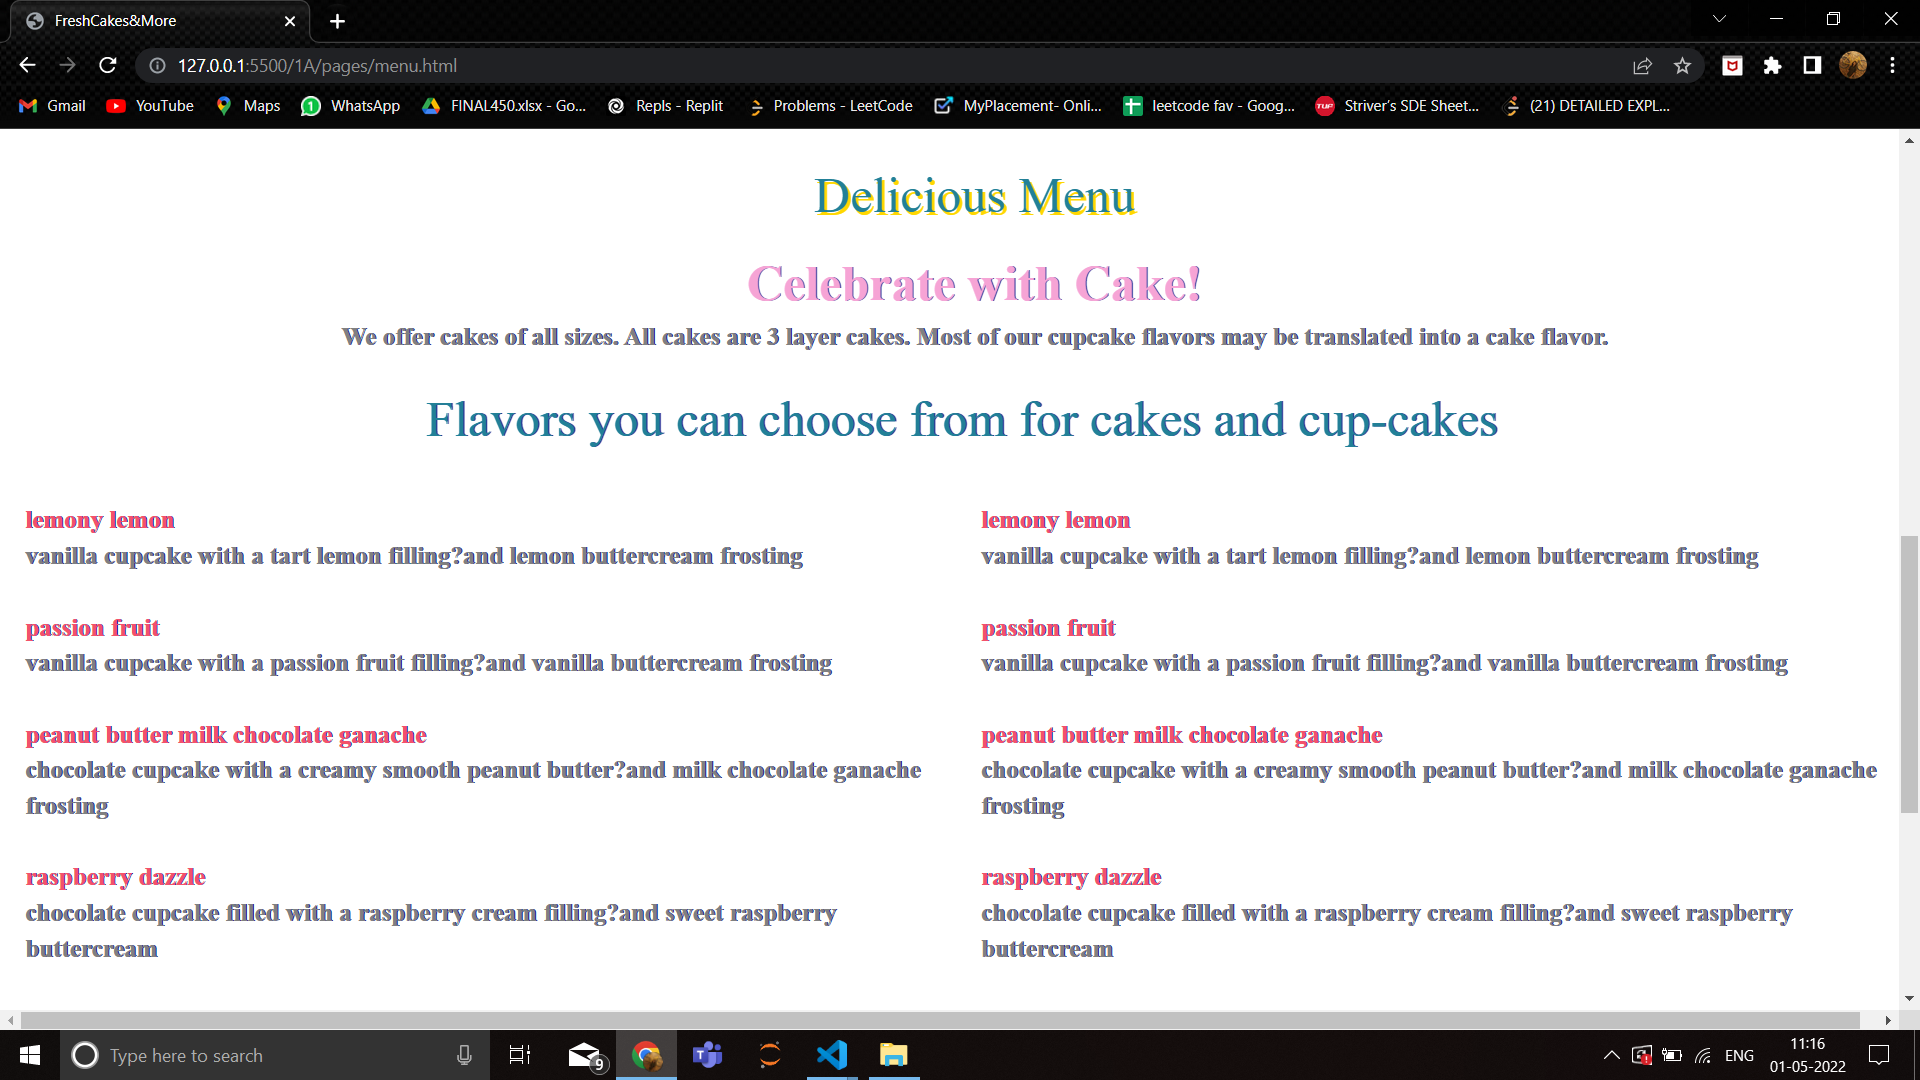 FreshCakes&More
127.0.0.1:5500/1A/pages/menu.html
Gmail YouTube Maps WhatsApp FINAL450.xlsx - Go... Repls - Replit Problems - LeetCode MyPlacement- Onli... leetcode fav - Goog... Striver's SDE Sheet... (21) DETAILED EXPL...
Delicious Menu
Celebrate with Cake!
We offer cakes of all sizes. All cakes are 3 layer cakes. Most of our cupcake flavors may be translated into a cake flavor.
Flavors you can choose from for cakes and cup-cakes
lemony lemon
vanilla cupcake with a tart lemon filling?and lemon buttercream frosting
passion fruit
vanilla cupcake with a passion fruit filling?and vanilla buttercream frosting
peanut butter milk chocolate ganache
chocolate cupcake with a creamy smooth peanut butter?and milk chocolate ganache
frosting
raspberry dazzle
chocolate cupcake filled with a raspberry cream filling?and sweet raspberry
buttercream
lemony lemon
vanilla cupcake with a tart lemon filling?and lemon buttercream frosting
passion fruit
vanilla cupcake with a passion fruit filling?and vanilla buttercream frosting
peanut butter milk chocolate ganache
chocolate cupcake with a creamy smooth peanut butter?and milk chocolate ganache
frosting
raspberry dazzle
chocolate cupcake filled with a raspberry cream filling?and sweet raspberry
buttercream
Type here to search
9
ENG
11:16
01-05-2022